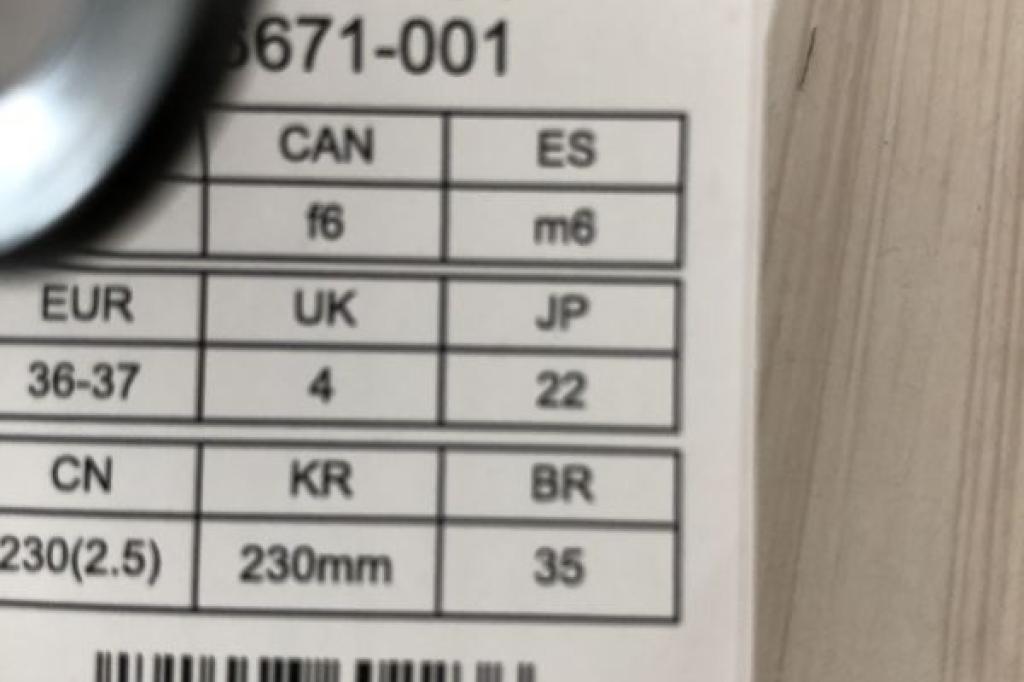 6671-001
CAN ES
f6 m6
EUR UK JP
36-37 4 22
CN KR BR
230(2.5) 230mm 35